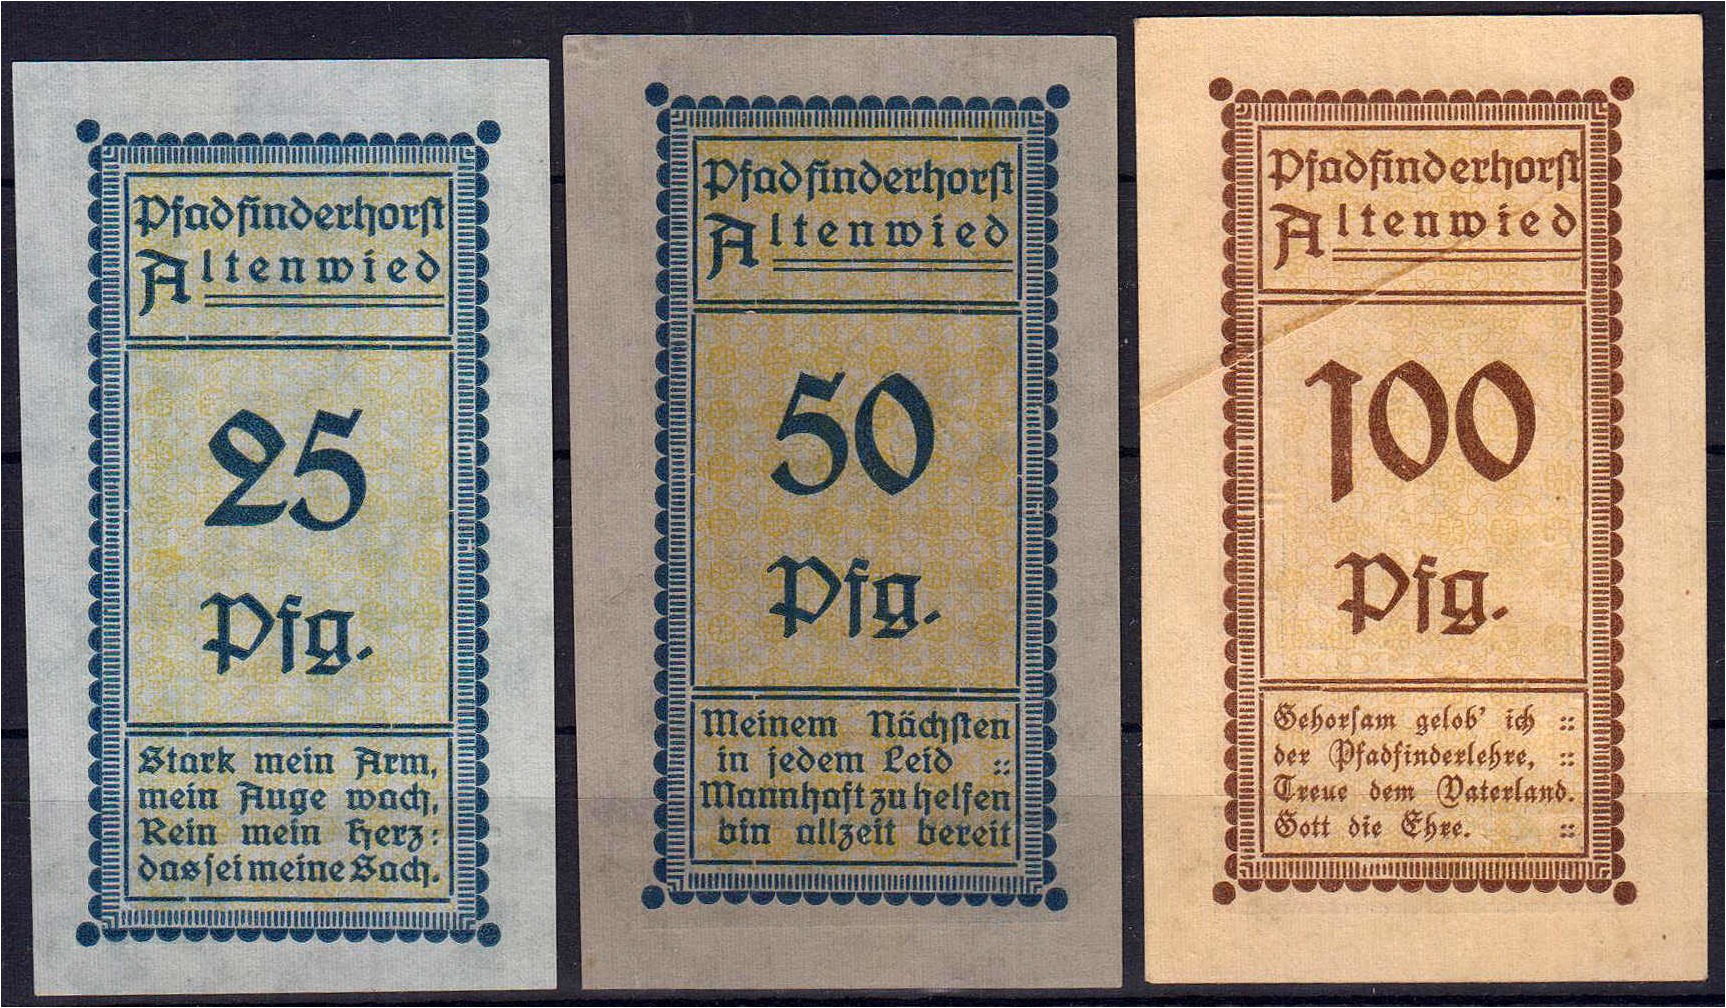 Pfadfinderhorst
Altenwied
25
Pfg.
Stark mein Arm,
mein Auge wach,
Rein mein Herz:
das sei meine Sach.
Pfadfinderhorst
Altenwied
50
Pfg.
Meinem Nächsten
in jedem Leid ::
Mannhaft zu helfen
bin allzeit bereit
Pfadfinderhorst
Altenwied
100
Pfg.
Gehorsam gelob' ich ::
der Pfadfinderlehre, ::
Treue dem Vaterland.
Gott die Ehre. ::